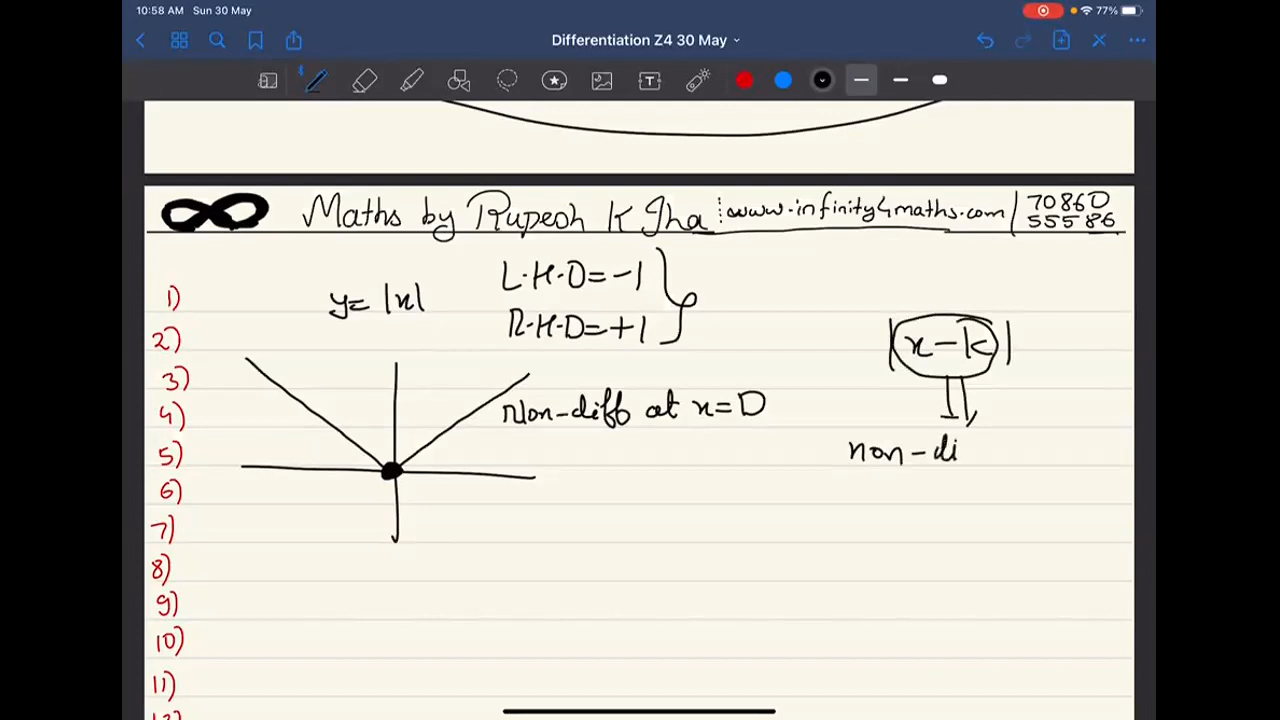 10:58 AM Sun 30 May
77%
Differentiation Z4 30 May
Maths by Rupesh K Jha www.infinity4maths.com 70860
55586
1)
2)
3)
4)
5)
6)
7)
8)
9)
10)
11)
12)
y= |x|
L.H.D=-1
R.H.D=+1
Non-diff at x=0
|x-k|
non-di